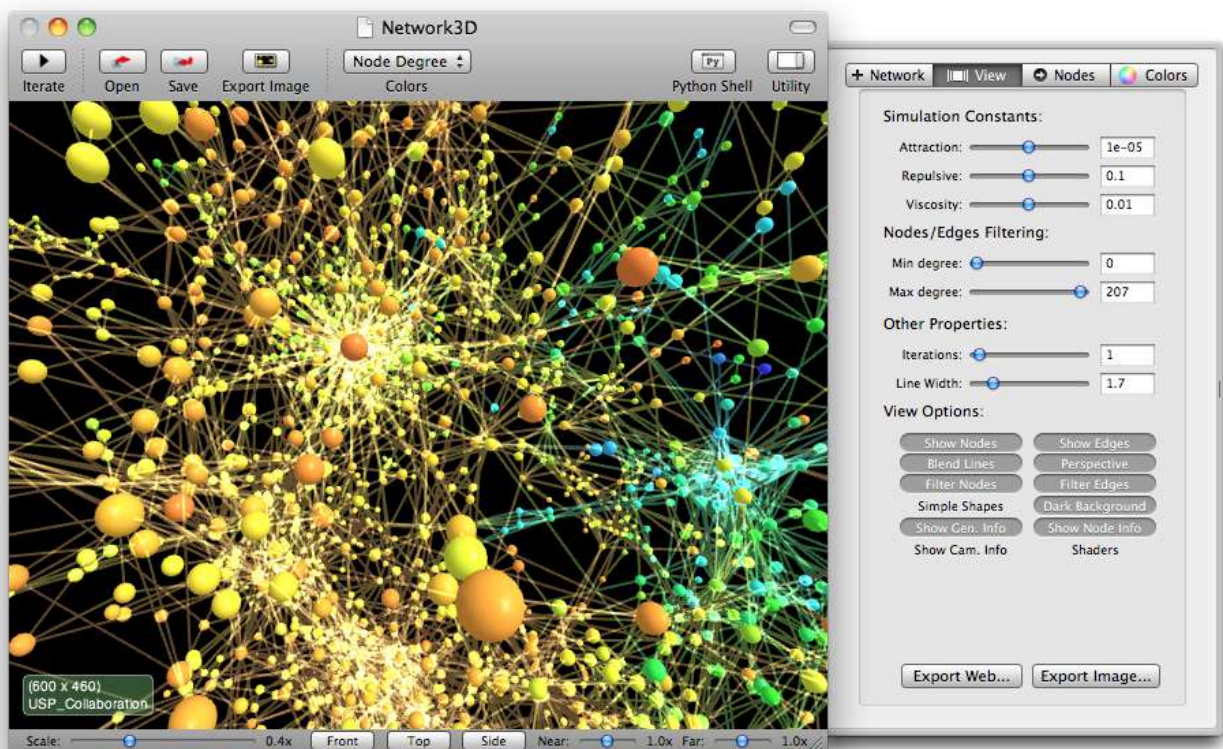 Network3D
Iterate Open Save Export Image Node Degree Colors Py Python Shell Utility
(600 x 460)
USP_Collaboration
Scale: 0.4x Front Top Side Near: 1.0x Far: 1.0x
+ Network View Nodes Colors
Simulation Constants:
Attraction: 1e-05
Repulsive: 0.1
Viscosity: 0.01
Nodes/Edges Filtering:
Min degree: 0
Max degree: 207
Other Properties:
Iterations: 1
Line Width: 1.7
View Options:
Show Nodes Show Edges
Blend Lines Perspective
Filter Nodes Filter Edges
Simple Shapes Dark Background
Show Gen. Info Show Node Info
Show Cam. Info Shaders
Export Web... Export Image...